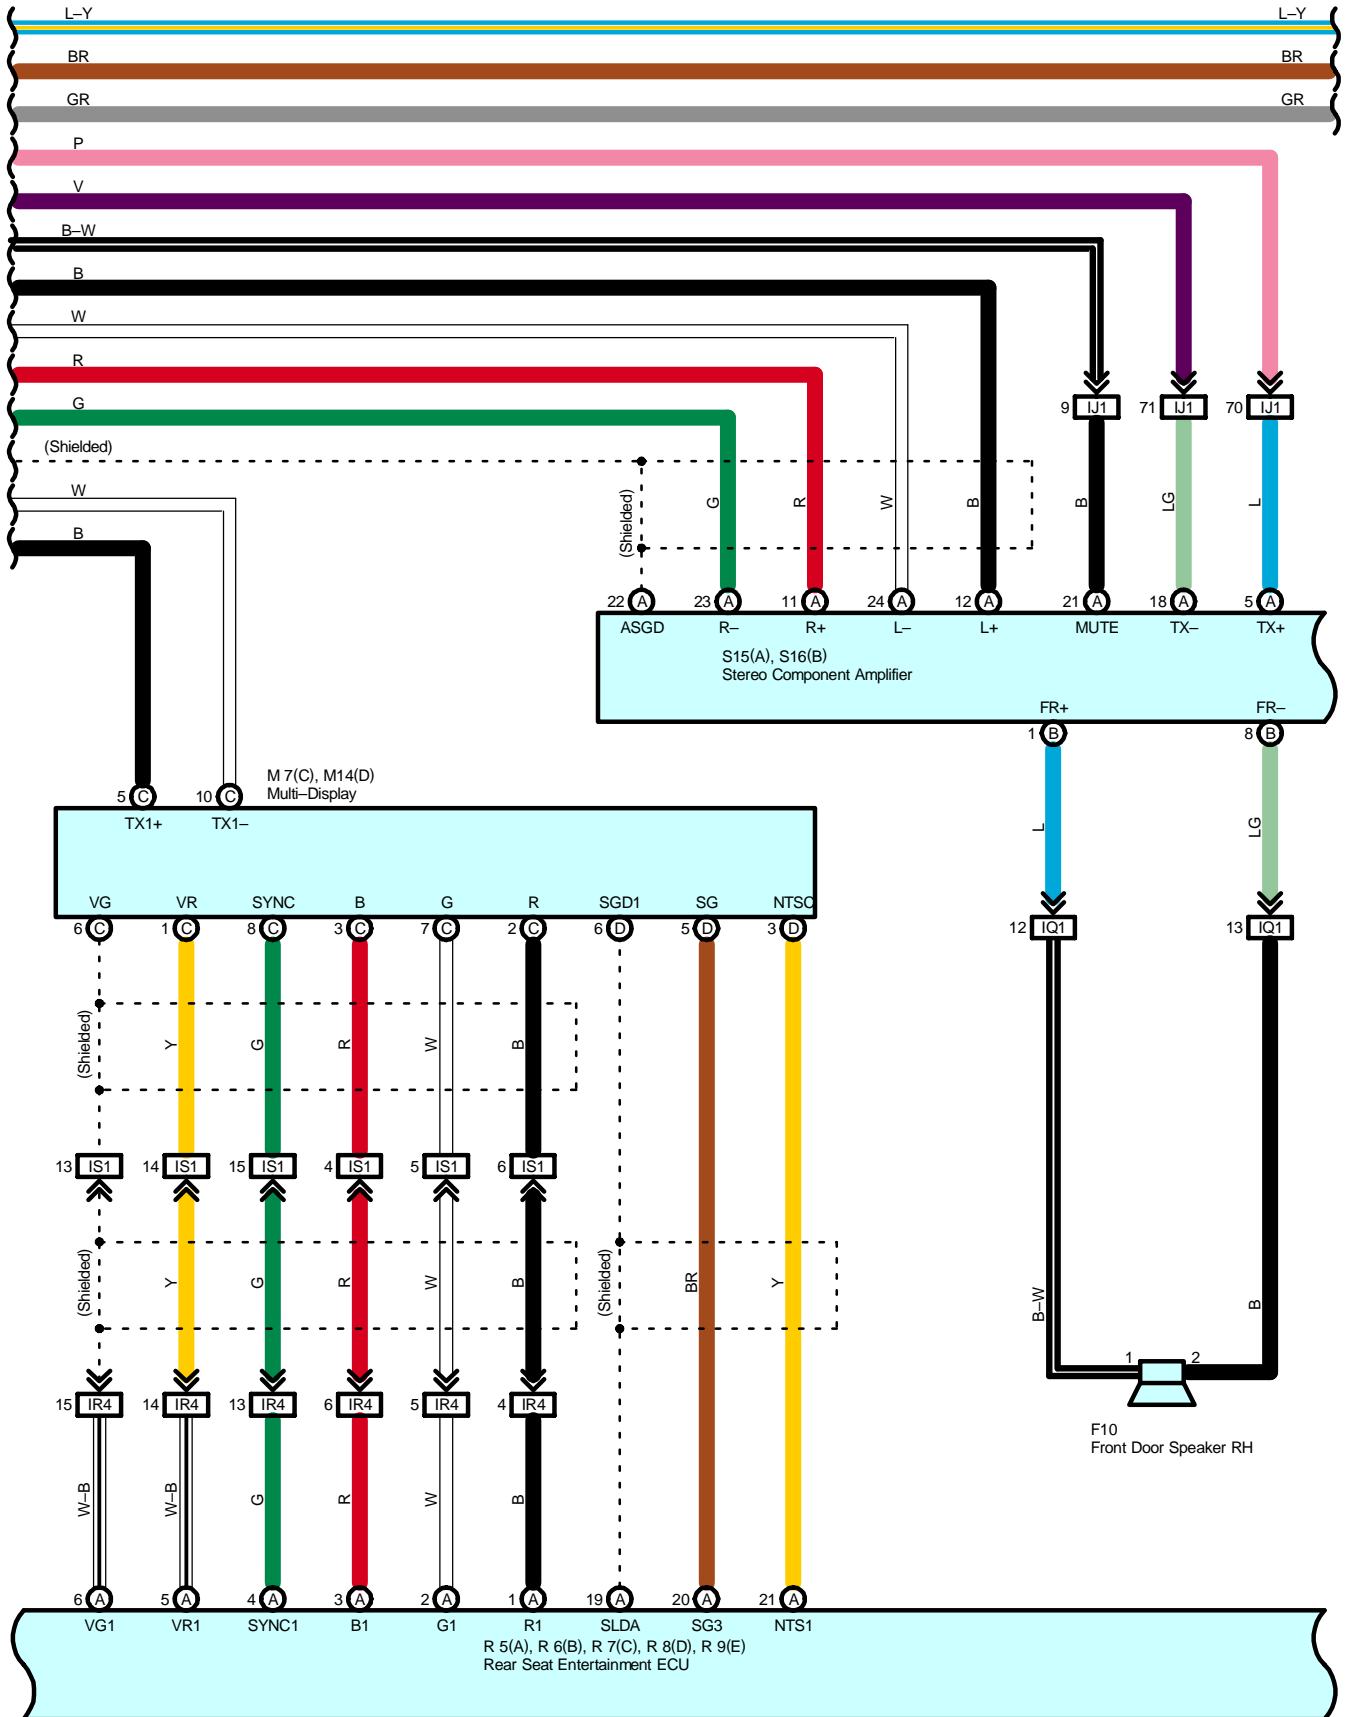 L–Y L–Y
BR BR
GR GR
P
V
B–W
B
W
R
G
9 IJ1 71 IJ1 70 IJ1
(Shielded)
W
B
(Shielded) G R W B B LG L
22 A 23 A 11 A 24 A 12 A 21 A 18 A 5 A
ASGD R– R+ L– L+ MUTE TX– TX+
S15(A), S16(B)
Stereo Component Amplifier
FR+ FR–
1 B 8 B
M 7(C), M14(D)
Multi–Display
5 C 10 C
TX1+ TX1–
L LG
VG VR SYNC B G R SGD1 SG NTSC
6 C 1 C 8 C 3 C 7 C 2 C 6 D 5 D 3 D
12 IQ1 13 IQ1
(Shielded) Y G R W B
13 IS1 14 IS1 15 IS1 4 IS1 5 IS1 6 IS1
(Shielded) Y G R W B (Shielded) BR Y
B–W B
1 2
15 IR4 14 IR4 13 IR4 6 IR4 5 IR4 4 IR4
F10
Front Door Speaker RH
W–B W–B G R W B
6 A 5 A 4 A 3 A 2 A 1 A 19 A 20 A 21 A
VG1 VR1 SYNC1 B1 G1 R1 SLDA SG3 NTS1
R 5(A), R 6(B), R 7(C), R 8(D), R 9(E)
Rear Seat Entertainment ECU